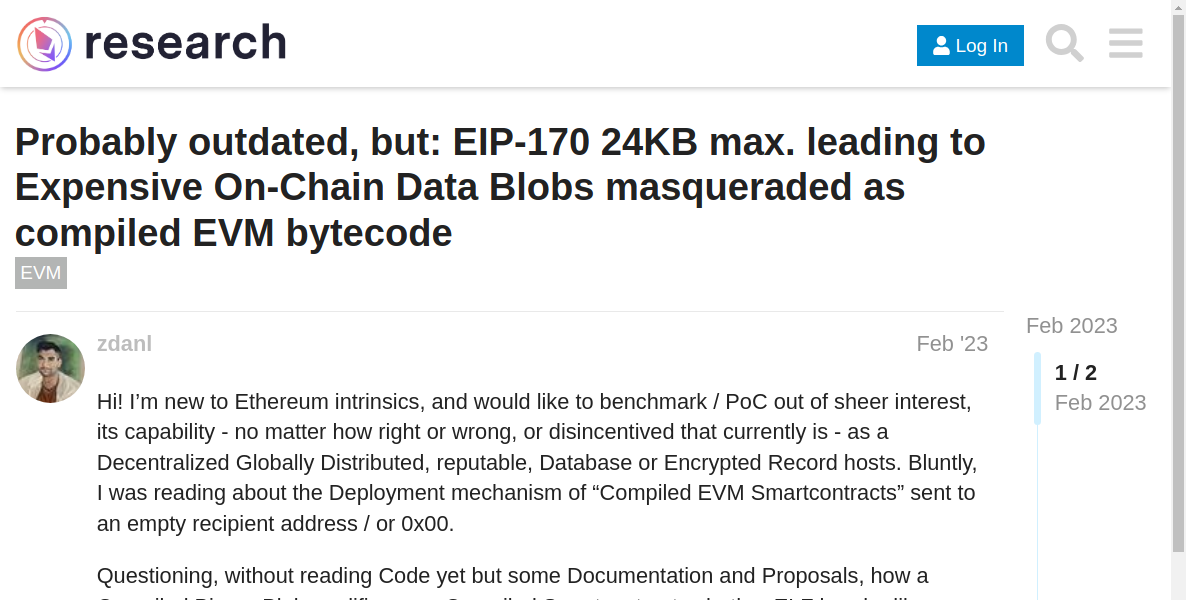 research
Log In
Probably outdated, but: EIP-170 24KB max. leading to
Expensive On-Chain Data Blobs masqueraded as
compiled EVM bytecode
EVM
zdanl
Feb '23
Hi! I’m new to Ethereum intrinsics, and would like to benchmark / PoC out of sheer interest,
its capability - no matter how right or wrong, or disincentived that currently is - as a
Decentralized Globally Distributed, reputable, Database or Encrypted Record hosts. Bluntly,
I was reading about the Deployment mechanism of “Compiled EVM Smartcontracts” sent to
an empty recipient address / or 0x00.
Questioning, without reading Code yet but some Documentation and Proposals, how a
Feb 2023
1 / 2
Feb 2023